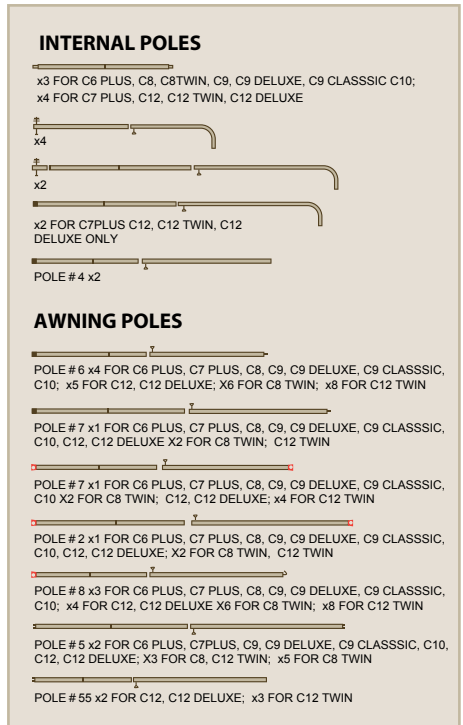 INTERNAL POLES
x3 FOR C6 PLUS, C8, C8TWIN, C9, C9 DELUXE, C9 CLASSSIC C10;
x4 FOR C7 PLUS, C12, C12 TWIN, C12 DELUXE
x4
x2
x2 FOR C7PLUS C12, C12 TWIN, C12
DELUXE ONLY
POLE # 4 x2
AWNING POLES
POLE # 6 x4 FOR C6 PLUS, C7 PLUS, C8, C9, C9 DELUXE, C9 CLASSSIC,
C10; x5 FOR C12, C12 DELUXE; X6 FOR C8 TWIN; x8 FOR C12 TWIN
POLE # 7 x1 FOR C6 PLUS, C7 PLUS, C8, C9, C9 DELUXE, C9 CLASSSIC,
C10, C12, C12 DELUXE X2 FOR C8 TWIN; C12 TWIN
POLE # 7 x1 FOR C6 PLUS, C7 PLUS, C8, C9, C9 DELUXE, C9 CLASSSIC,
C10 X2 FOR C8 TWIN; C12, C12 DELUXE; x4 FOR C12 TWIN
POLE # 2 x1 FOR C6 PLUS, C7 PLUS, C8, C9, C9 DELUXE, C9 CLASSSIC,
C10, C12, C12 DELUXE; X2 FOR C8 TWIN, C12 TWIN
POLE # 8 x3 FOR C6 PLUS, C7 PLUS, C8, C9, C9 DELUXE, C9 CLASSSIC,
C10; x4 FOR C12, C12 DELUXE X6 FOR C8 TWIN; x8 FOR C12 TWIN
POLE # 5 x2 FOR C6 PLUS, C7PLUS, C9, C9 DELUXE, C9 CLASSSIC, C10,
C12, C12 DELUXE; X3 FOR C8, C12 TWIN; x5 FOR C8 TWIN
POLE # 55 x2 FOR C12, C12 DELUXE; x3 FOR C12 TWIN